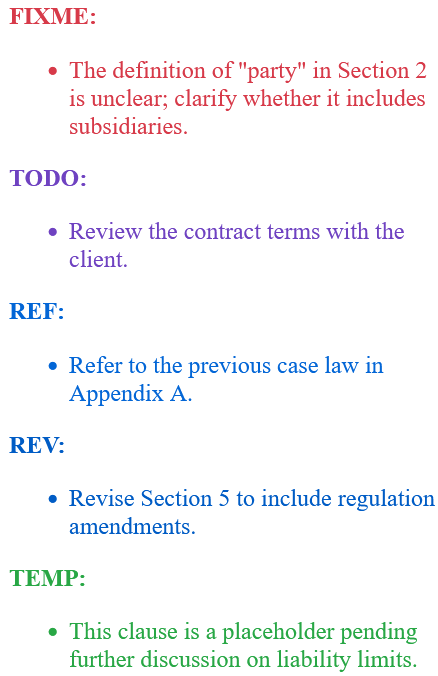 FIXME:
• The definition of "party" in Section 2
is unclear; clarify whether it includes
subsidiaries.
TODO:
• Review the contract terms with the
client.
REF:
• Refer to the previous case law in
Appendix A.
REV:
• Revise Section 5 to include regulation
amendments.
TEMP:
• This clause is a placeholder pending
further discussion on liability limits.